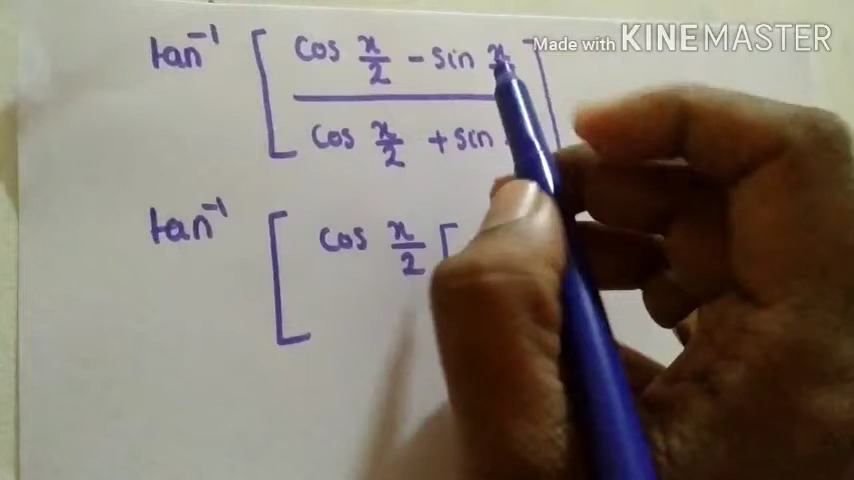 Made with KINEMASTER
tan⁻¹ [ cos x/2 - sin x/2 ]
cos x/2 + sin
tan⁻¹ [ cos x/2 [